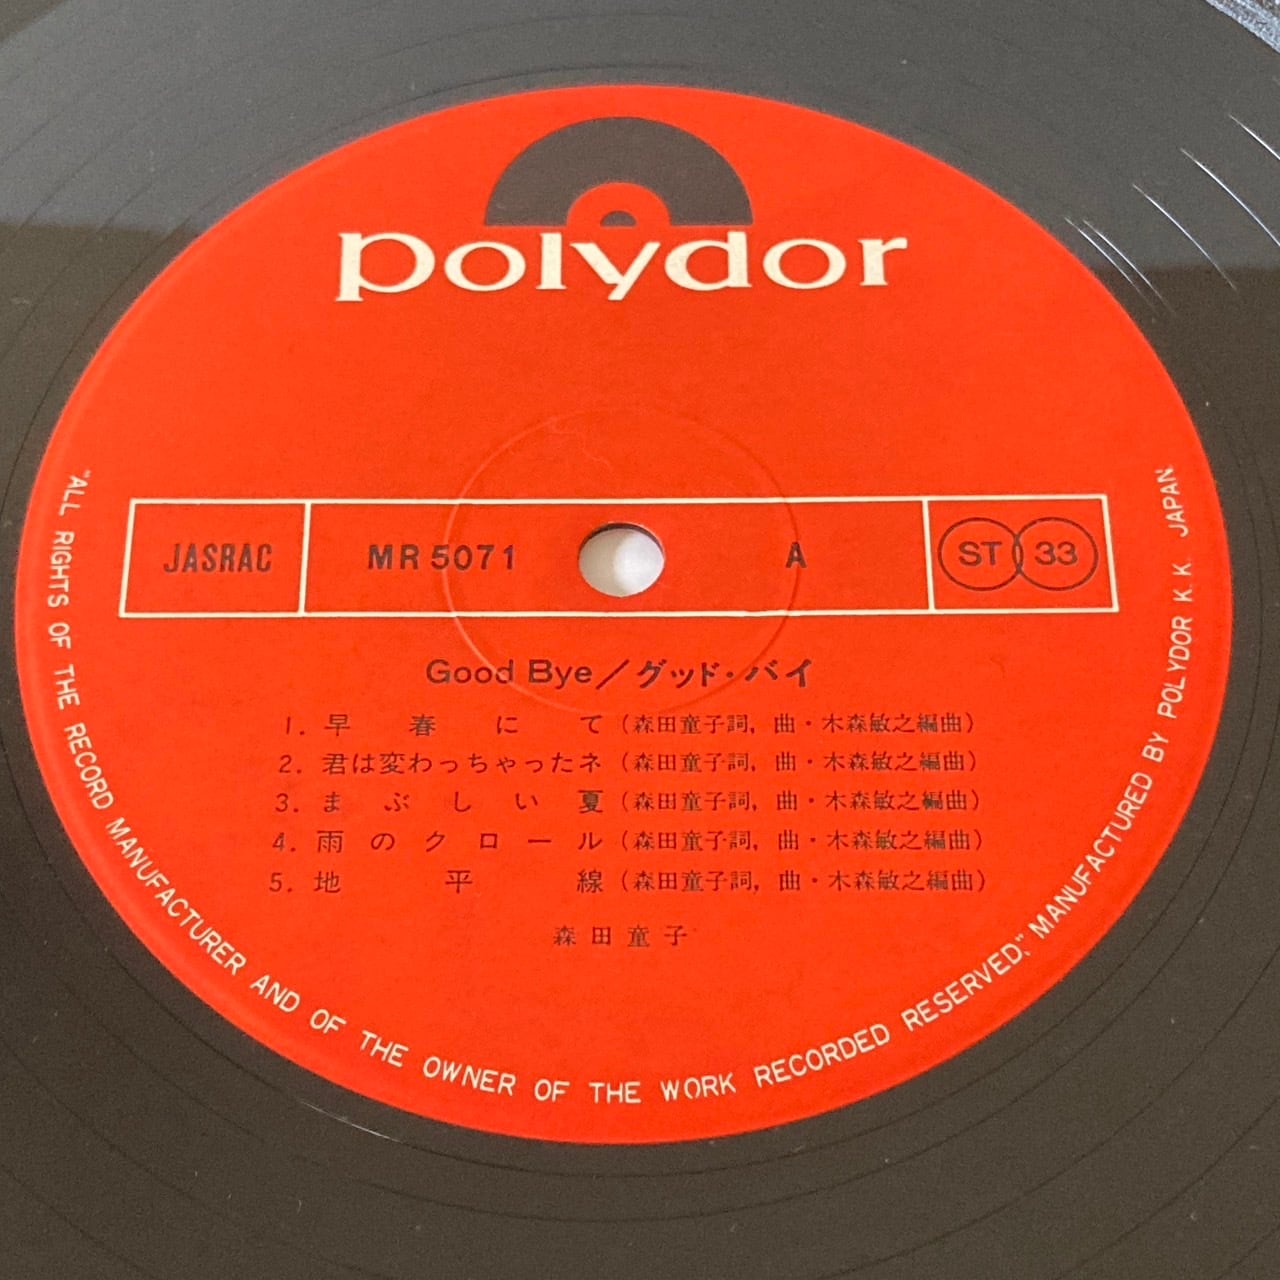 polydor
JASRAC
MR 5071
A
ST 33
Good Bye／グッド・バイ
1. 早春にて（森田童子詞，曲・木森敏之編曲）
2. 君は変わっちゃったネ（森田童子詞，曲・木森敏之編曲）
3. まぶしい夏（森田童子詞，曲・木森敏之編曲）
4. 雨のクロール（森田童子詞，曲・木森敏之編曲）
5. 地平線（森田童子詞，曲・木森敏之編曲）
森田童子
"ALL RIGHTS OF THE RECORD MANUFACTURER AND OF THE OWNER OF THE WORK RECORDED RESERVED," MANUFACTURED BY POLYDOR K.K. JAPAN